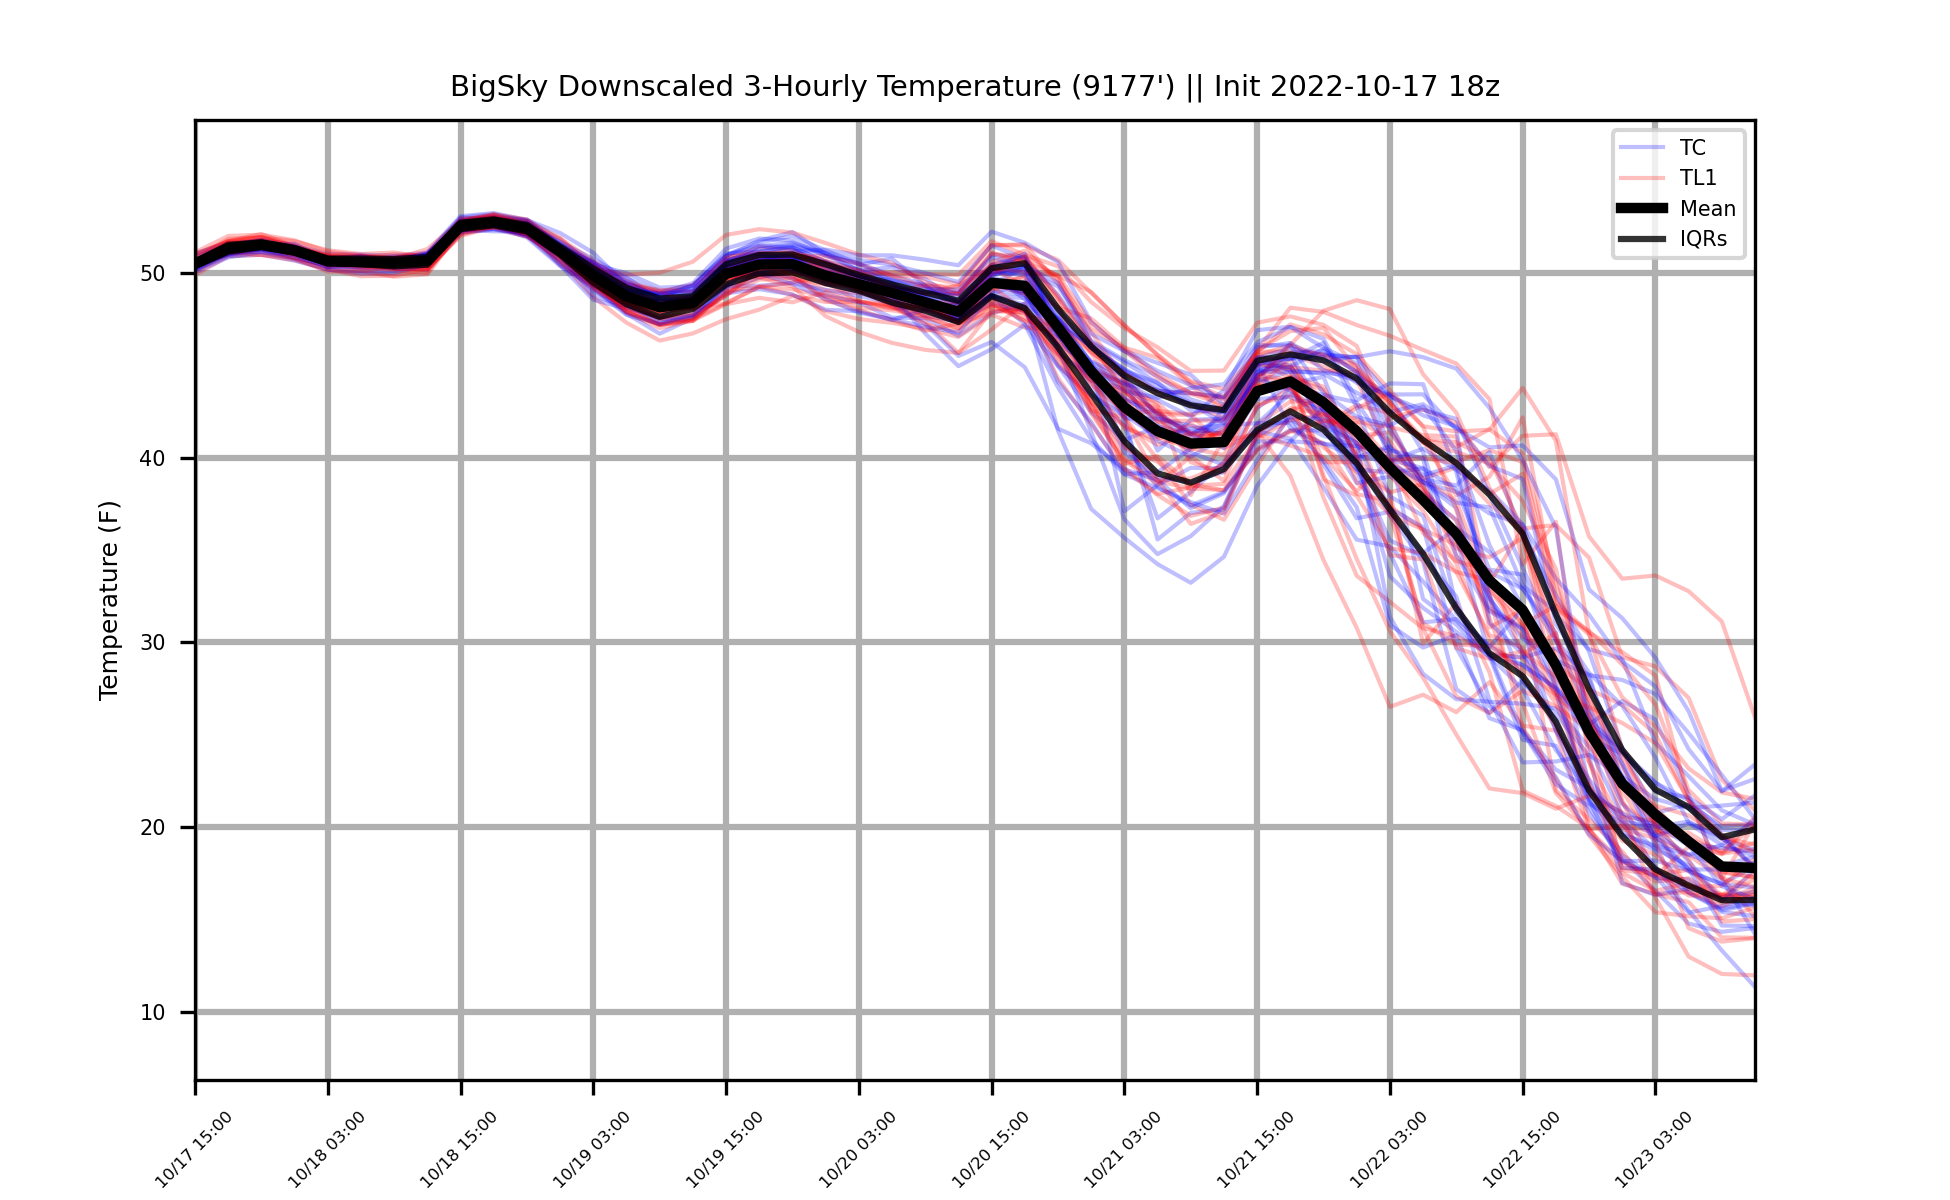 BigSky Downscaled 3-Hourly Temperature (9177') || Init 2022-10-17 18z
TC
TL1
Mean
IQRs
Temperature (F)
50
40
30
20
10
10/17 15:00
10/18 03:00
10/18 15:00
10/19 03:00
10/19 15:00
10/20 03:00
10/20 15:00
10/21 03:00
10/21 15:00
10/22 03:00
10/22 15:00
10/23 03:00